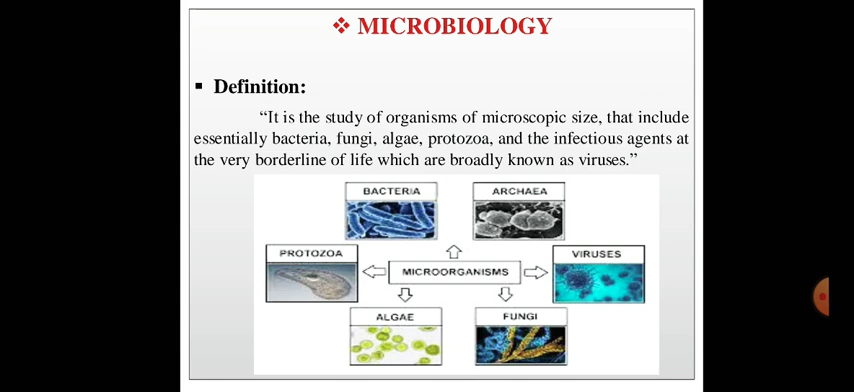 ❖ MICROBIOLOGY
▪ Definition:
“It is the study of organisms of microscopic size, that include
essentially bacteria, fungi, algae, protozoa, and the infectious agents at
the very borderline of life which are broadly known as viruses.”
BACTERIA
ARCHAEA
PROTOZOA
MICROORGANISMS
VIRUSES
ALGAE
FUNGI